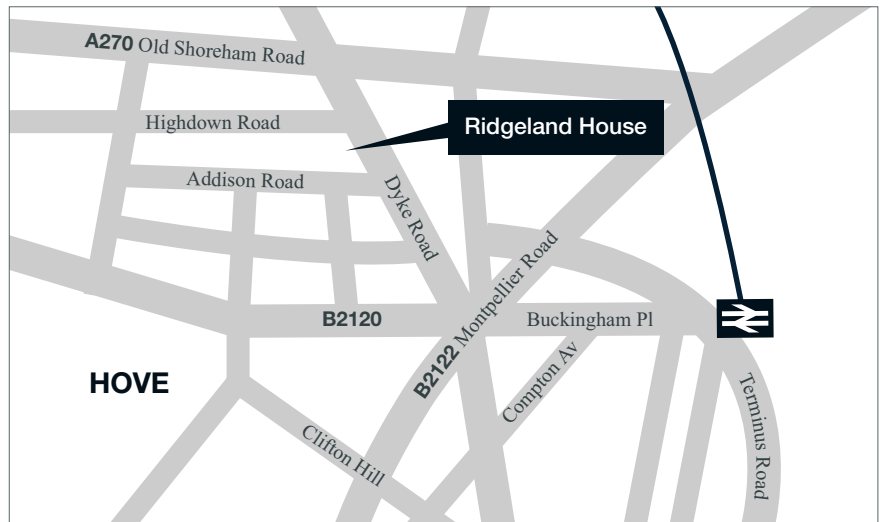 A270 Old Shoreham Road
Highdown Road
Ridgeland House
Addison Road
Dyke Road
B2122 Montpellier Road
B2120
Buckingham Pl
HOVE
Compton Av
Clifton Hill
Terminus Road